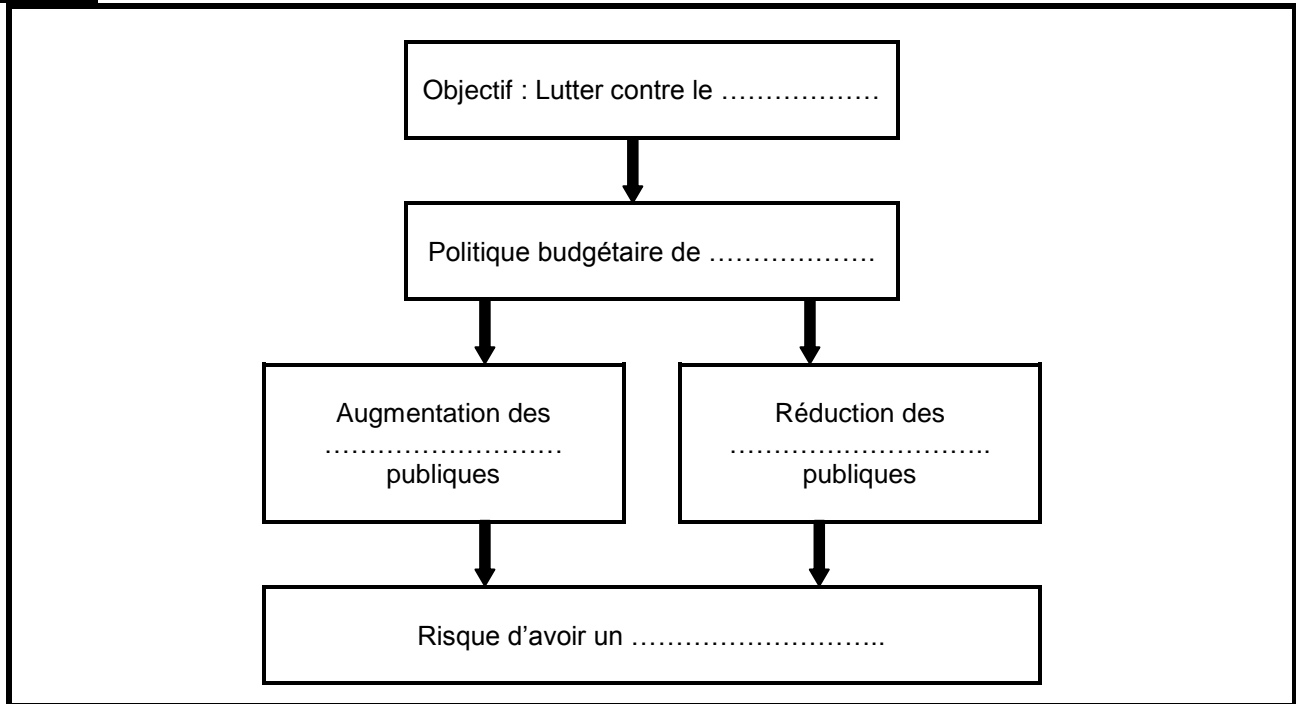 Objectif : Lutter contre le ………………
Politique budgétaire de ……………….
Augmentation des
………………………
publiques
Réduction des
………….……………..
publiques
Risque d’avoir un ………………………..